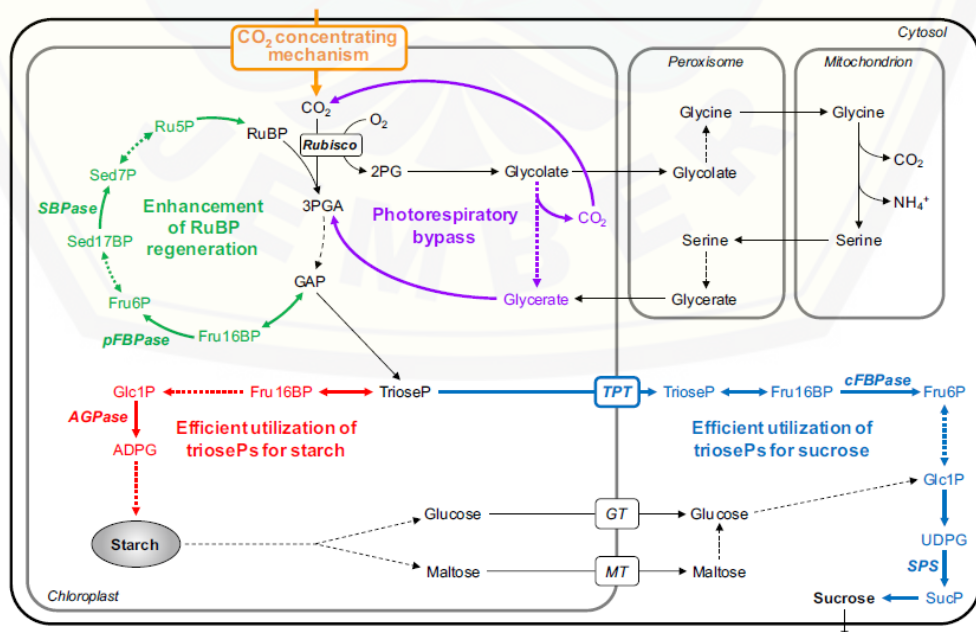 Cytosol
CO2 concentrating
mechanism
Peroxisome
Mitochondrion
CO2
O2
Ru5P
RuBP
Rubisco
Glycine
Glycine
Sed7P
2PG
Glycolate
Glycolate
CO2
SBPase
Enhancement
of RuBP
regeneration
3PGA
Photorespiratory
bypass
CO2
NH4+
Sed17BP
Serine
Serine
GAP
Fru6P
Glycerate
Glycerate
pFBPase
Fru16BP
Glc1P
Fru16BP
TrioseP
TPT
TrioseP
Fru16BP
cFBPase
Fru6P
AGPase
Efficient utilization of
triosePs for starch
Efficient utilization of
triosePs for sucrose
ADPG
Glc1P
Glucose
GT
Glucose
UDPG
Starch
SPS
Maltose
MT
Maltose
Chloroplast
Sucrose
SucP
JEMBER